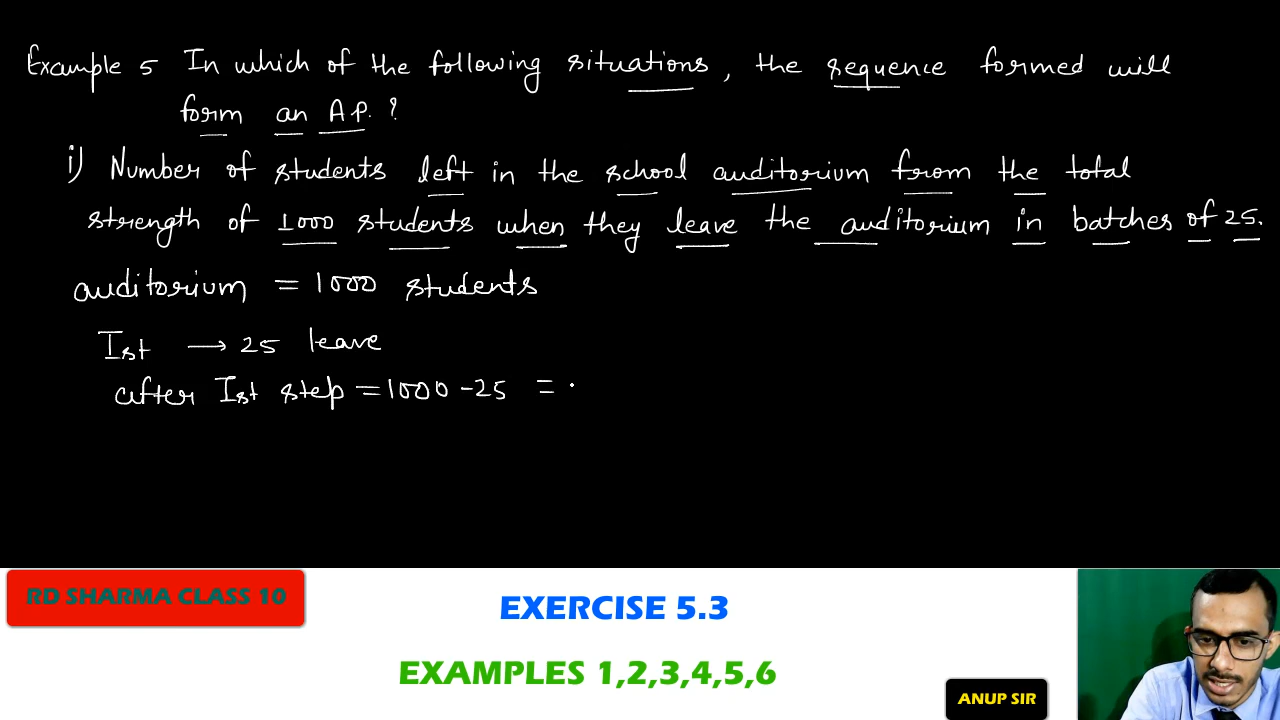 Example 5 In which of the following situations, the sequence formed will
form an A.P.?
i) Number of students left in the school auditorium from the total
strength of 1000 students when they leave the auditorium in batches of 25.
auditorium = 1000 students
Ist → 25 leave
after Ist step = 1000 - 25 =
RD SHARMA CLASS 10
EXERCISE 5.3
EXAMPLES 1,2,3,4,5,6
ANUP SIR